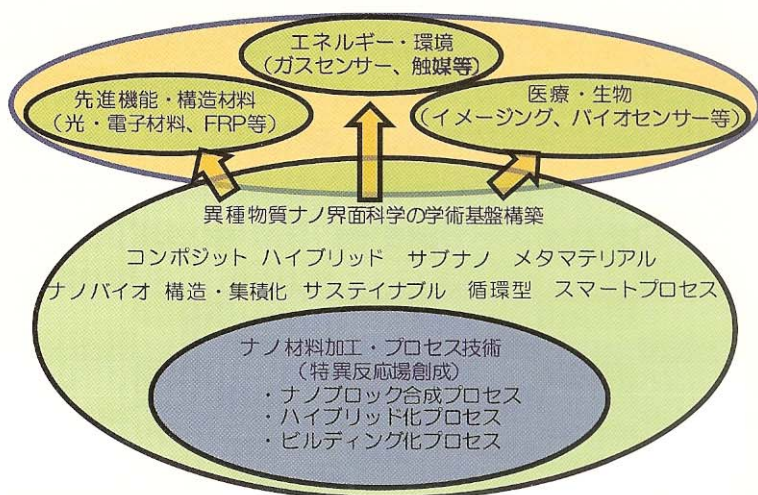 エネルギー・環境
(ガスセンサー、触媒等)
先進機能・構造材料
(光・電子材料、FRP等)
医療・生物
(イメージング、バイオセンサー等)
異種物質ナノ界面科学の学術基盤構築
コンポジット ハイブリッド サブナノ メタマテリアル
ナノバイオ 構造・集積化 サステイナブル 循環型 スマートプロセス
ナノ材料加工・プロセス技術
(特異反応場創成)
・ナノブロック合成プロセス
・ハイブリッド化プロセス
・ビルディング化プロセス